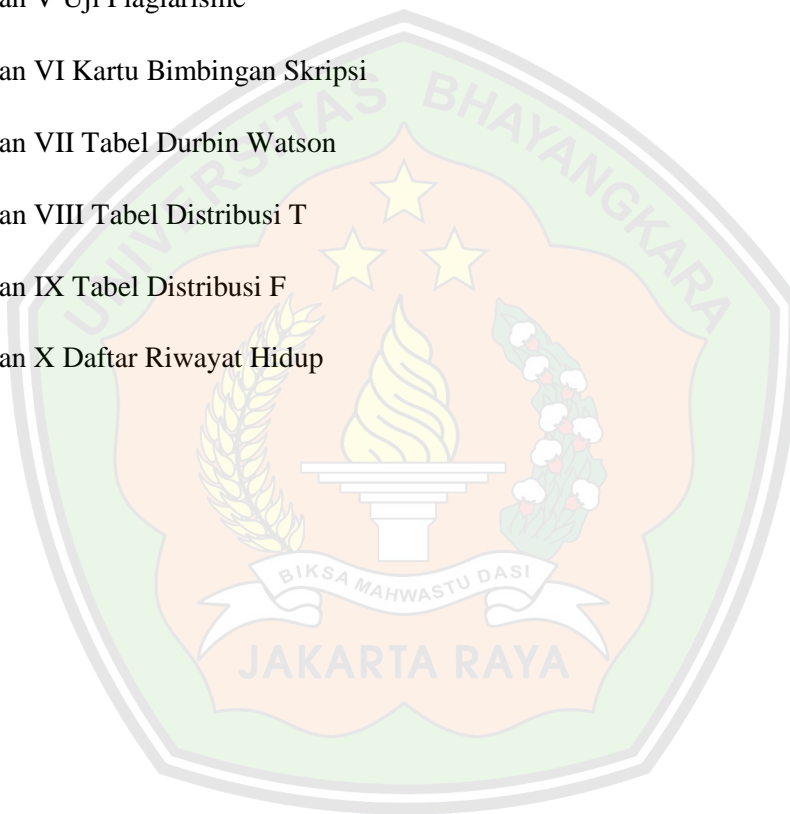 an V Uji Plagiarisme
an VI Kartu Bimbingan Skripsi
an VII Tabel Durbin Watson
an VIII Tabel Distribusi T
an IX Tabel Distribusi F
an X Daftar Riwayat Hidup
UNIVERSITAS BHAYANGKARA
BIKSA MAHWASTU DASI
JAKARTA RAYA